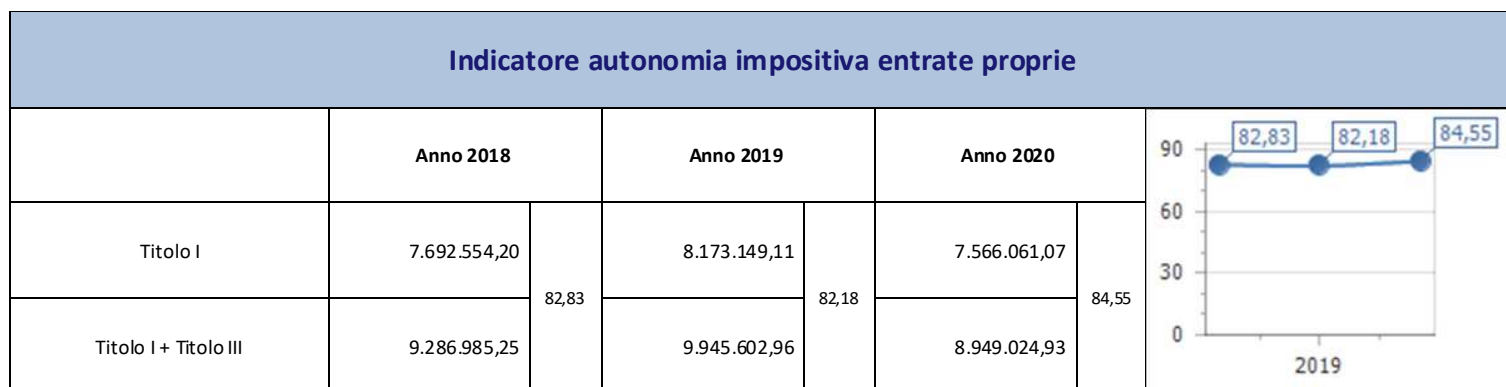 Indicatore autonomia impositiva entrate proprie
Anno 2018 Anno 2019 Anno 2020
Titolo I 7.692.554,20 8.173.149,11 7.566.061,07
82,83 82,18 84,55
Titolo I + Titolo III 9.286.985,25 9.945.602,96 8.949.024,93
82,83 82,18 84,55
90
60
30
0
2019